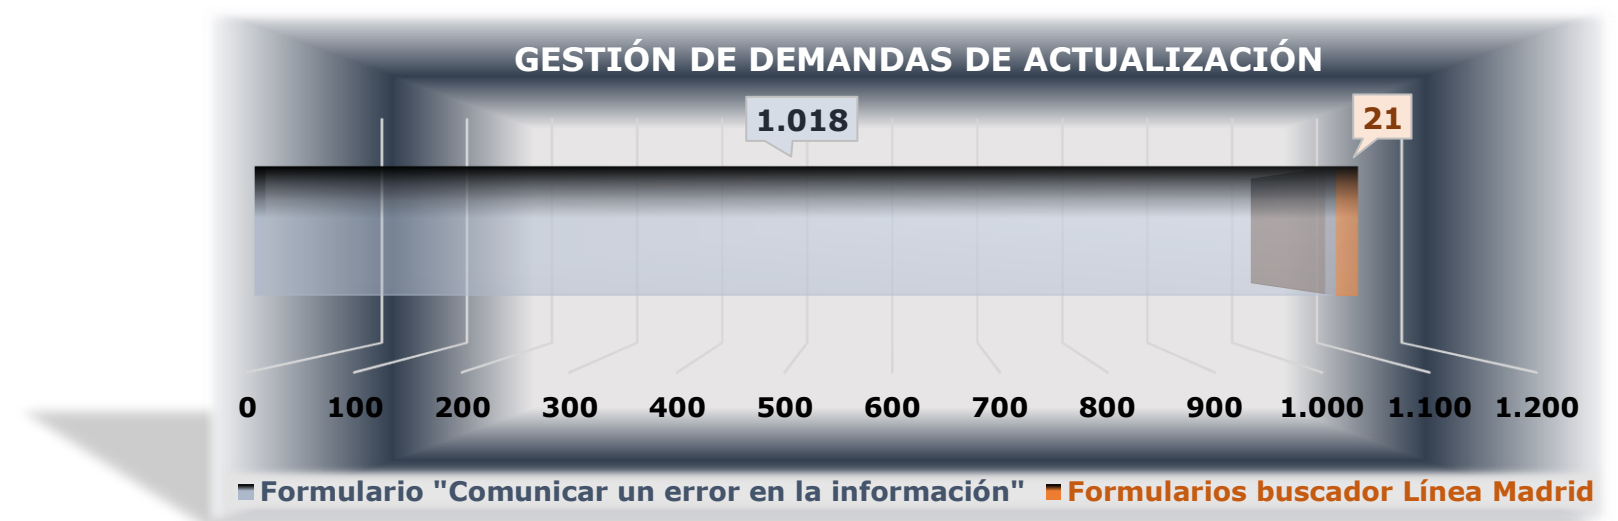 GESTIÓN DE DEMANDAS DE ACTUALIZACIÓN
1.018
21
0 100 200 300 400 500 600 700 800 900 1.000 1.100 1.200
Formulario "Comunicar un error en la información" Formularios buscador Línea Madrid